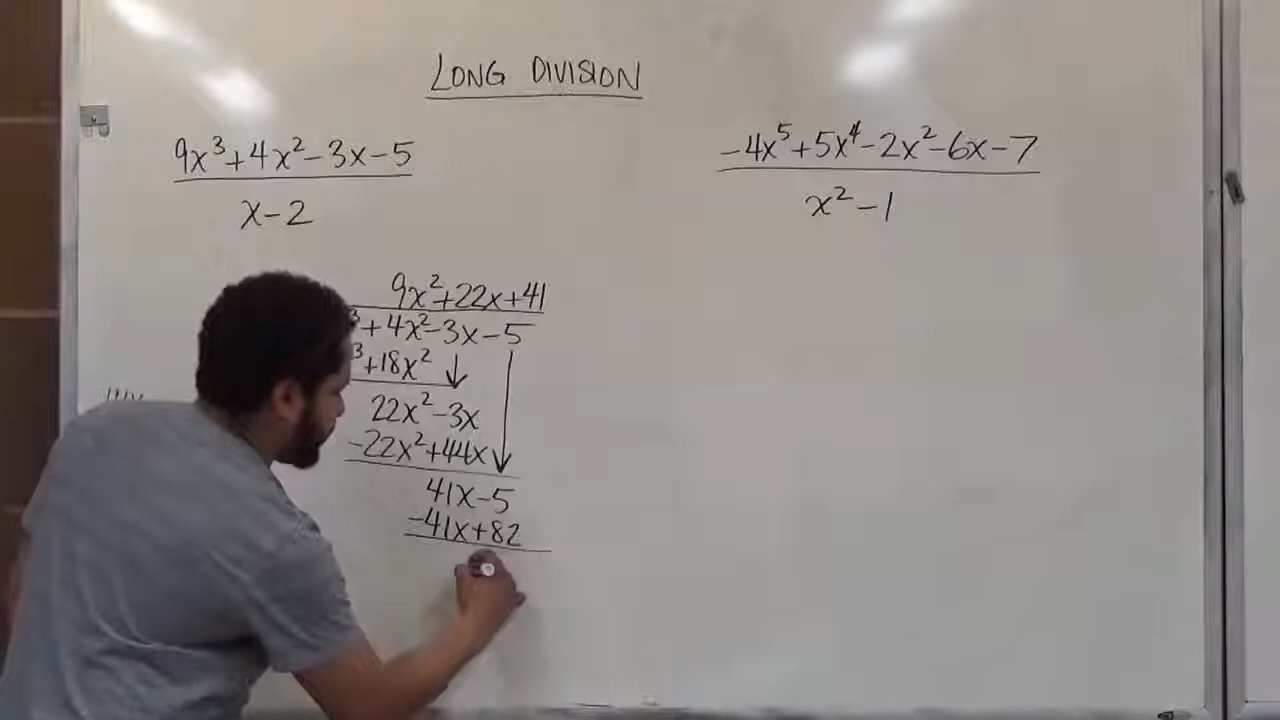 LONG DIVISION
9x³+4x²-3x-5
x-2
-4x⁵+5x⁴-2x²-6x-7
x²-1
9x²+22x+41
³+4x²-3x-5
³+18x²
22x²-3x
-22x²+44x
41x-5
-41x+82